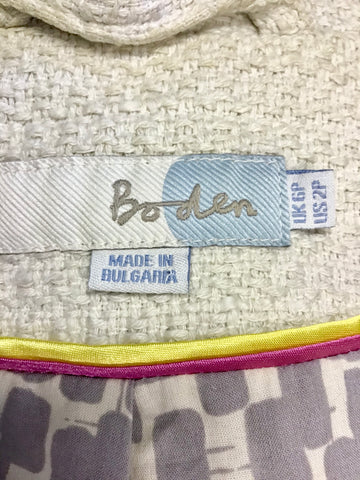 Boden
UK 6P
US 2P
MADE IN
BULGARIA